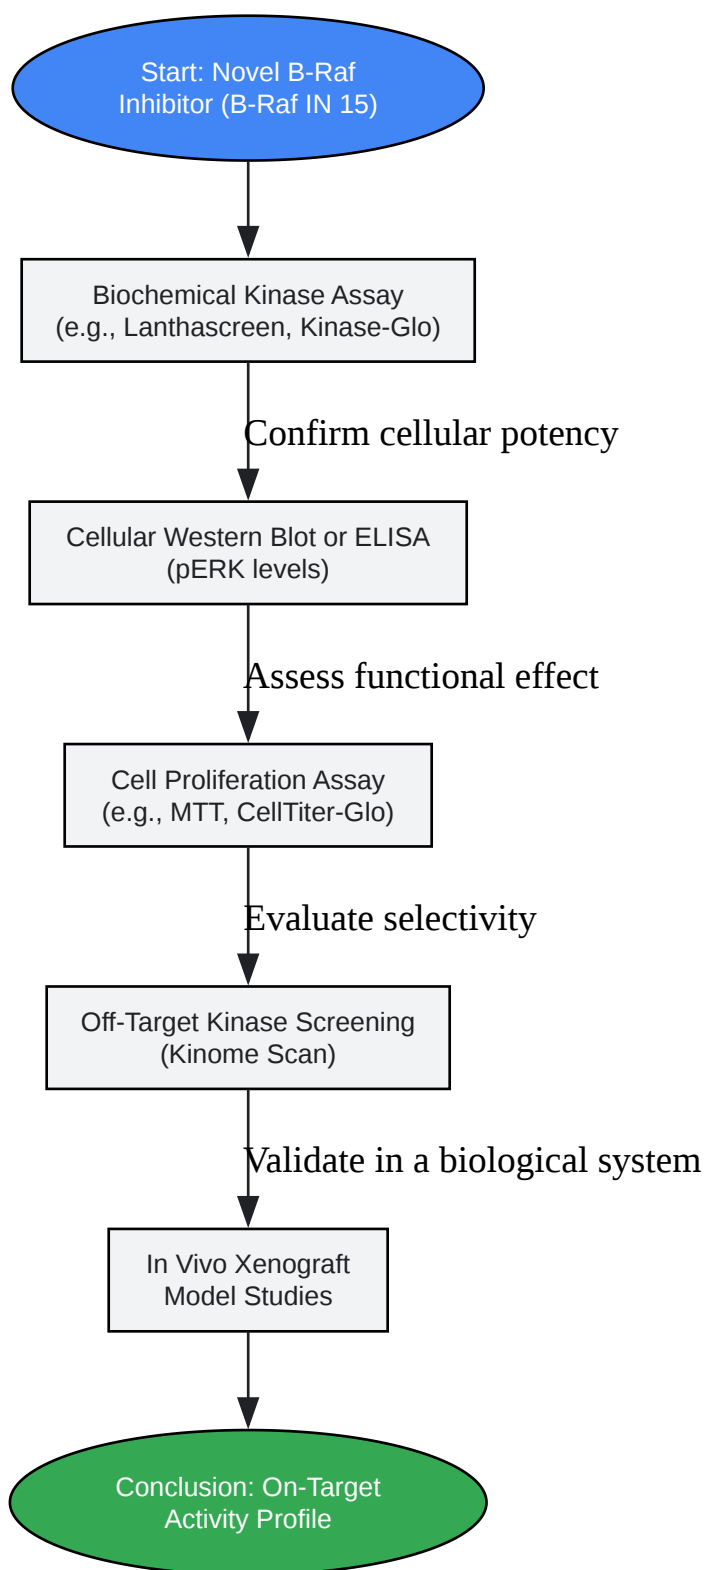 Start: Novel B-Raf
Inhibitor (B-Raf IN 15)
Biochemical Kinase Assay
(e.g., Lanthascreen, Kinase-Glo)
Confirm cellular potency
Cellular Western Blot or ELISA
(pERK levels)
Assess functional effect
Cell Proliferation Assay
(e.g., MTT, CellTiter-Glo)
Evaluate selectivity
Off-Target Kinase Screening
(Kinome Scan)
Validate in a biological system
In Vivo Xenograft
Model Studies
Conclusion: On-Target
Activity Profile